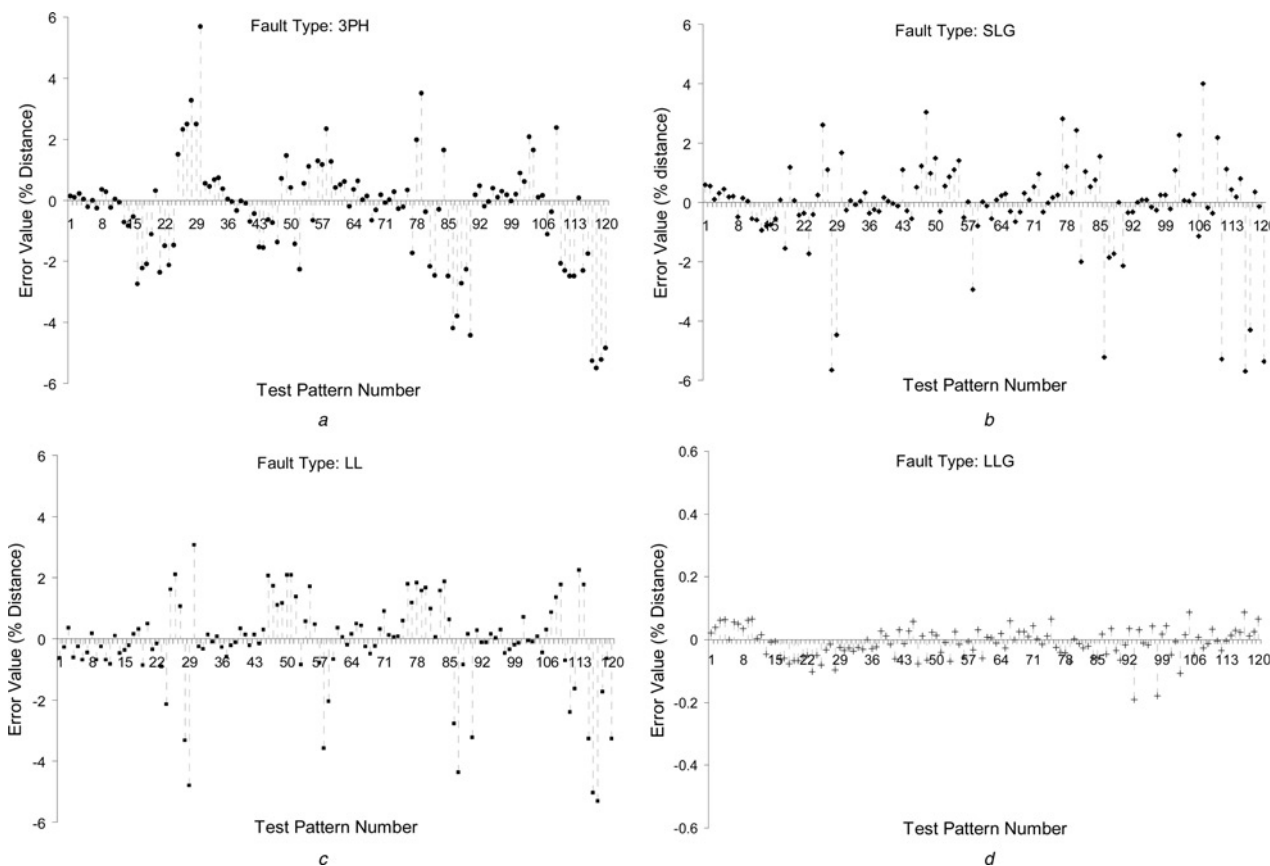 Fault Type: 3PH
6
4
2
0
-2
-4
-6
Error Value (% Distance)
1 8 15 22 29 36 43 50 57 64 71 78 85 92 99 106 113 120
Test Pattern Number
a
Fault Type: SLG
6
4
2
0
-2
-4
-6
Error Value (% distance)
1 8 15 22 29 36 43 50 57 64 71 78 85 92 99 106 113 120
Test Pattern Number
b
Fault Type: LL
6
4
2
0
-2
-4
-6
Error Value (% Distance)
1 8 15 22 29 36 43 50 57 64 71 78 85 92 99 106 113 120
Test Pattern Number
c
Fault Type: LLG
0.6
0.4
0.2
0
-0.2
-0.4
-0.6
Error Value (% Distance)
1 8 15 22 29 36 43 50 57 64 71 78 85 92 99 106 113 120
Test Pattern Number
d